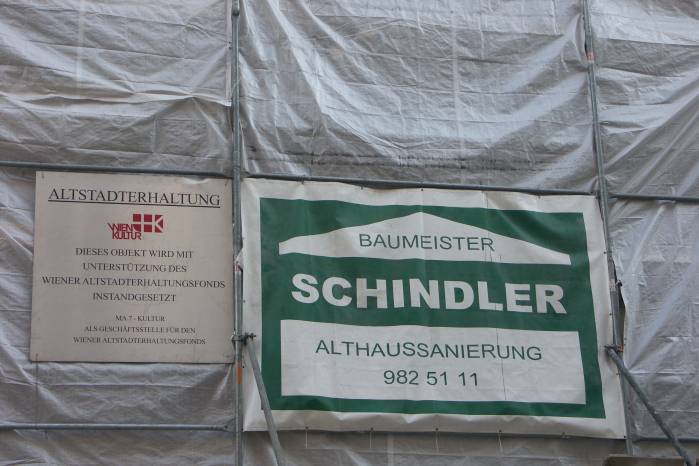 ALTSTADTERHALTUNG
WIEN
KULTUR
DIESES OBJEKT WIRD MIT
UNTERSTÜTZUNG DES
WIENER ALTSTADTERHALTUNGSFONDS
INSTANDGESETZT
MA 7 - KULTUR
ALS GESCHÄFTSSTELLE FÜR DEN
WIENER ALTSTADTERHALTUNGSFONDS
BAUMEISTER
SCHINDLER
ALTHAUSSANIERUNG
982 51 11